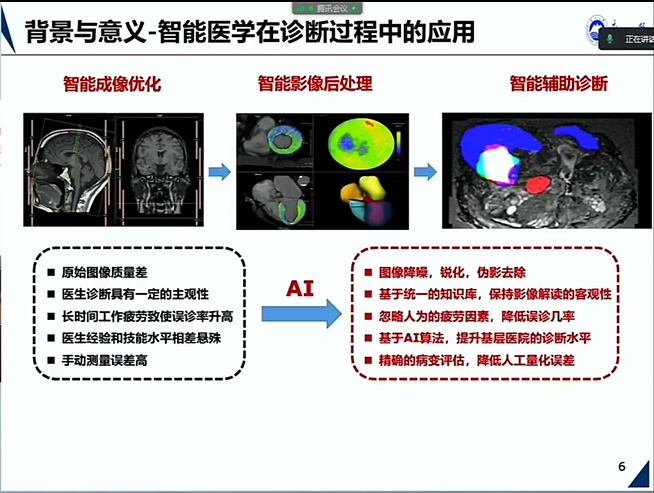 腾讯会议
背景与意义-智能医学在诊断过程中的应用
正在讲话
智能成像优化
智能影像后处理
智能辅助诊断
■ 原始图像质量差
■ 医生诊断具有一定的主观性
■ 长时间工作疲劳致使误诊率升高
■ 医生经验和技能水平相差悬殊
■ 手动测量误差高
AI
■ 图像降噪，锐化，伪影去除
■ 基于统一的知识库，保持影像解读的客观性
■ 忽略人为的疲劳因素，降低误诊几率
■ 基于AI算法，提升基层医院的诊断水平
■ 精确的病变评估，降低人工量化误差
6